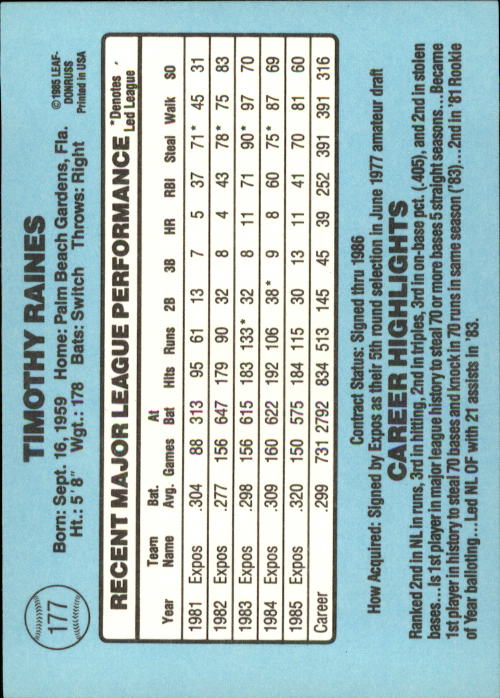 177
TIMOTHY RAINES
©1985 LEAF-
DONRUSS
Printed in USA
Born: Sept. 16, 1959 Home: Palm Beach Gardens, Fla.
Ht.: 5' 8" Wgt.: 178 Bats: Switch Throws: Right
RECENT MAJOR LEAGUE PERFORMANCE *Denotes
Led League
Year Team Name Bat. Avg. Games At Bat Hits Runs 2B 3B HR RBI Steal Walk SO
1981 Expos .304 88 313 95 61 13 7 5 37 71* 45 31
1982 Expos .277 156 647 179 90 32 8 4 43 78* 75 83
1983 Expos .298 156 615 183 133* 32 8 11 71 90* 97 70
1984 Expos .309 160 622 192 106 38* 9 8 60 75* 87 69
1985 Expos .320 150 575 184 115 30 13 11 41 70 81 60
Career .299 731 2792 834 513 145 45 39 252 391 391 316
Contract Status: Signed thru 1986
How Acquired: Signed by Expos as their 5th round selection in June 1977 amateur draft
CAREER HIGHLIGHTS
Ranked 2nd in NL in runs, 3rd in hitting, 2nd in triples, 3rd in on-base pct. (.405), and 2nd in stolen
bases...Is 1st player in major league history to steal 70 or more bases 5 straight seasons...Became
1st player in history to steal 70 bases and knock in 70 runs in same season ('83)...2nd in '81 Rookie
of Year balloting...Led NL OF with 21 assists in '83.